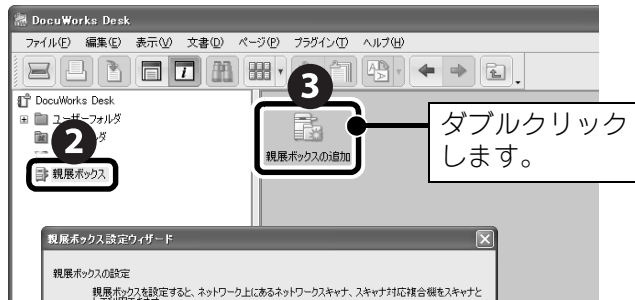 DocuWorks Desk
ファイル(F) 編集(E) 表示(V) 文書(D) ページ(P) プラグイン(T) ヘルプ(H)
3
DocuWorks Desk
ユーザーフォルダ
ダ
2
親展ボックス
親展ボックスの追加
ダブルクリック
します。
親展ボックス設定ウィザード
親展ボックスの設定
親展ボックスを設定すると、ネットワーク上にあるネットワークスキャナ、スキャナ対応複合機をスキャナと